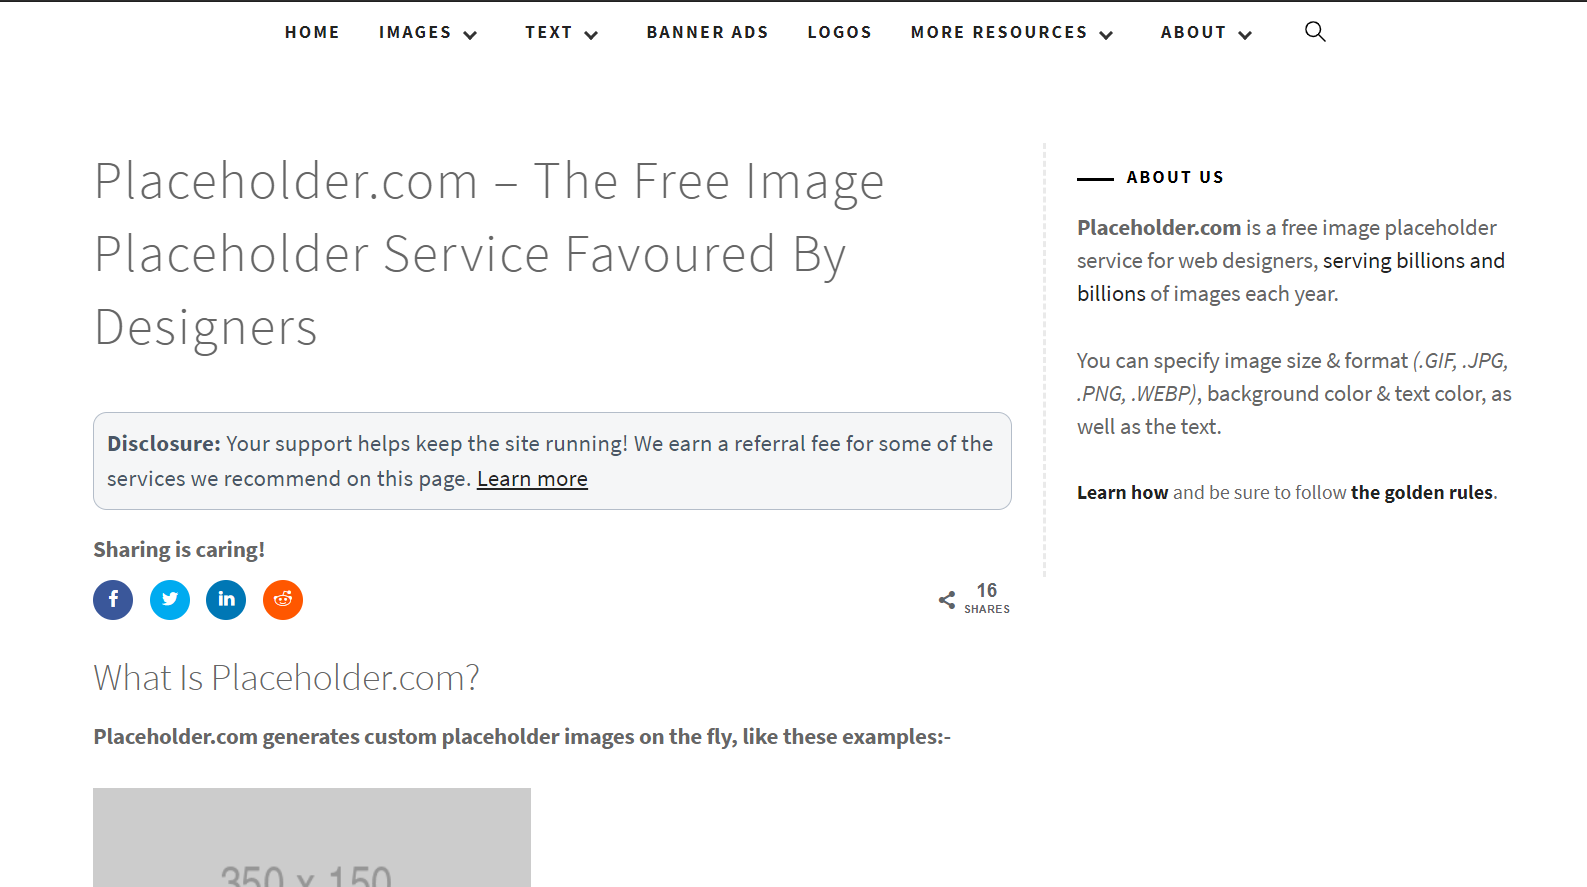 HOME IMAGES TEXT BANNER ADS LOGOS MORE RESOURCES ABOUT
Placeholder.com – The Free Image
Placeholder Service Favoured By
Designers
Disclosure: Your support helps keep the site running! We earn a referral fee for some of the
services we recommend on this page. Learn more
Sharing is caring!
16
SHARES
What Is Placeholder.com?
Placeholder.com generates custom placeholder images on the fly, like these examples:-
350 x 150
ABOUT US
Placeholder.com is a free image placeholder
service for web designers, serving billions and
billions of images each year.
You can specify image size & format (.GIF, .JPG,
.PNG, .WEBP), background color & text color, as
well as the text.
Learn how and be sure to follow the golden rules.